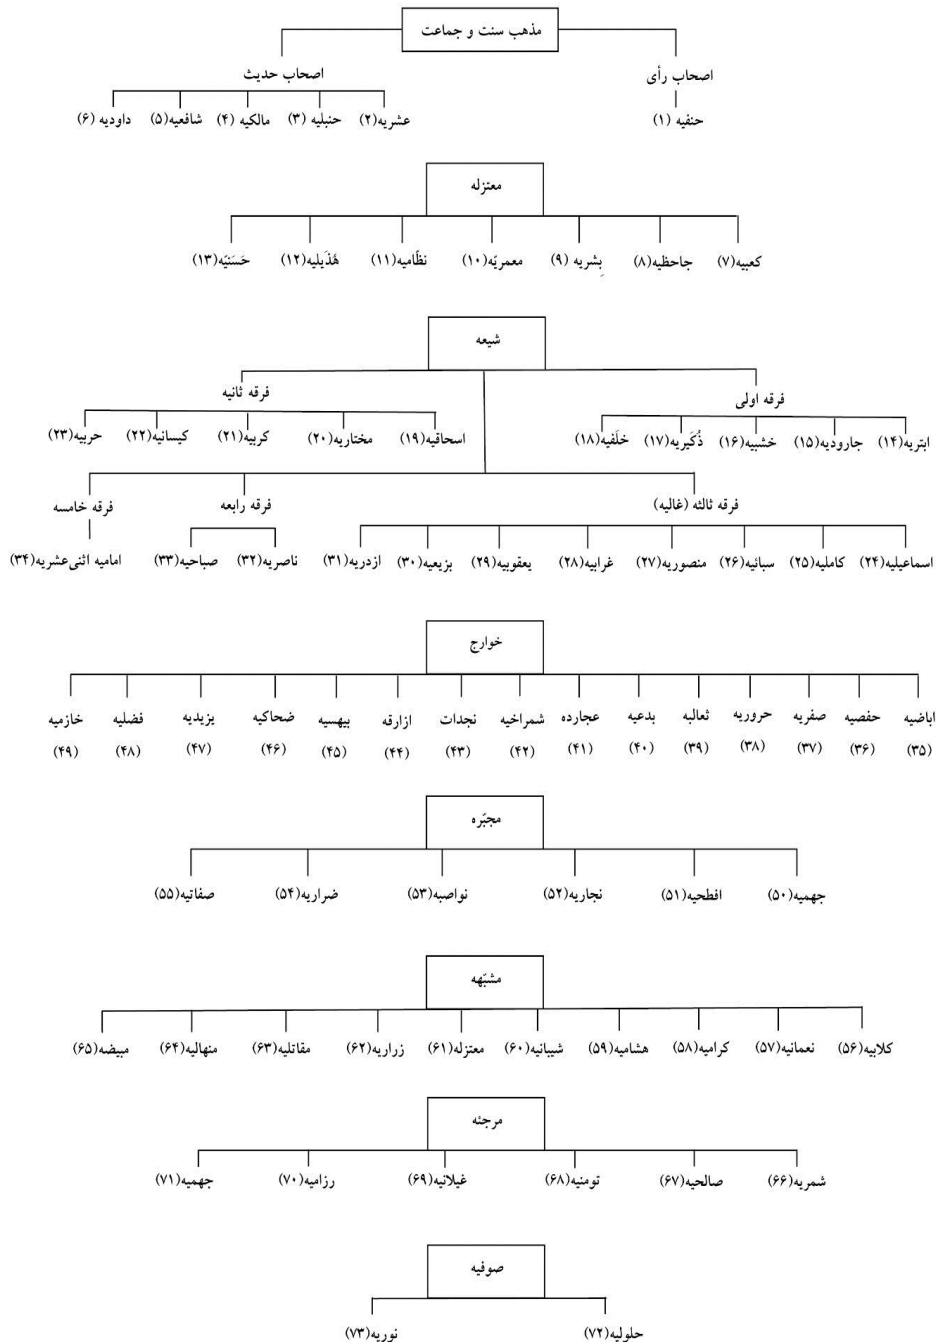 مذهب سنت و جماعت
اصحاب رأی اصحاب حدیث
حنفیه (۱) عشریه(۲) حنبلیه (۳) مالکیه (۴) شافعیه(۵) داودیه (۶)
معتزله
کعبیه(۷) جاحظیه(۸) بِشریه (۹) معمریّه (۱۰) نظّامیه(۱۱) هُذَیلیه(۱۲) حَسَنیّه(۱۳)
شیعه
فرقه اولی فرقه ثانیه
ابتریه(۱۴) جارودیه(۱۵) خشبیه(۱۶) ذُکَیریه(۱۷) خلَفیه(۱۸) اسحاقیه(۱۹) مختاریه(۲۰) کربیه(۲۱) کیسانیه(۲۲) حربیه(۲۳)
فرقه ثالثه (غالیه) فرقه رابعه فرقه خامسه
اسماعیلیه(۲۴) کاملیه(۲۵) سبائیه(۲۶) منصوریه(۲۷) غرابیه(۲۸) یعقوبیه(۲۹) بزیعیه(۳۰) ازدریه(۳۱) ناصریه(۳۲) صباحیه(۳۳) امامیه اثنی‌عشریه(۳۴)
خوارج
اباضیه حفصیه صفریه حروریه ثعالبه بدعیه عجارده شمراخیه نجدات ازارقه بیهسیه ضحاکیه یزیدیه فضلیه خازمیه
(۳۵) (۳۶) (۳۷) (۳۸) (۳۹) (۴۰) (۴۱) (۴۲) (۴۳) (۴۴) (۴۵) (۴۶) (۴۷) (۴۸) (۴۹)
مجبّره
جهمیه(۵۰) افطحیه(۵۱) نجاریه(۵۲) نواصبه(۵۳) ضراریه(۵۴) صفاتیه(۵۵)
مشبّهه
کلابیه(۵۶) نعمانیه(۵۷) کرامیه(۵۸) هشامیه(۵۹) شیبانیه(۶۰) معتزله(۶۱) زراریه(۶۲) مقاتلیه(۶۳) منهالیه(۶۴) مبیضه(۶۵)
مرجئه
شمریه(۶۶) صالحیه(۶۷) تومنیه(۶۸) غیلانیه(۶۹) رزامیه(۷۰) جهمیه(۷۱)
صوفیه
حلولیه(۷۲) نوریه(۷۳)